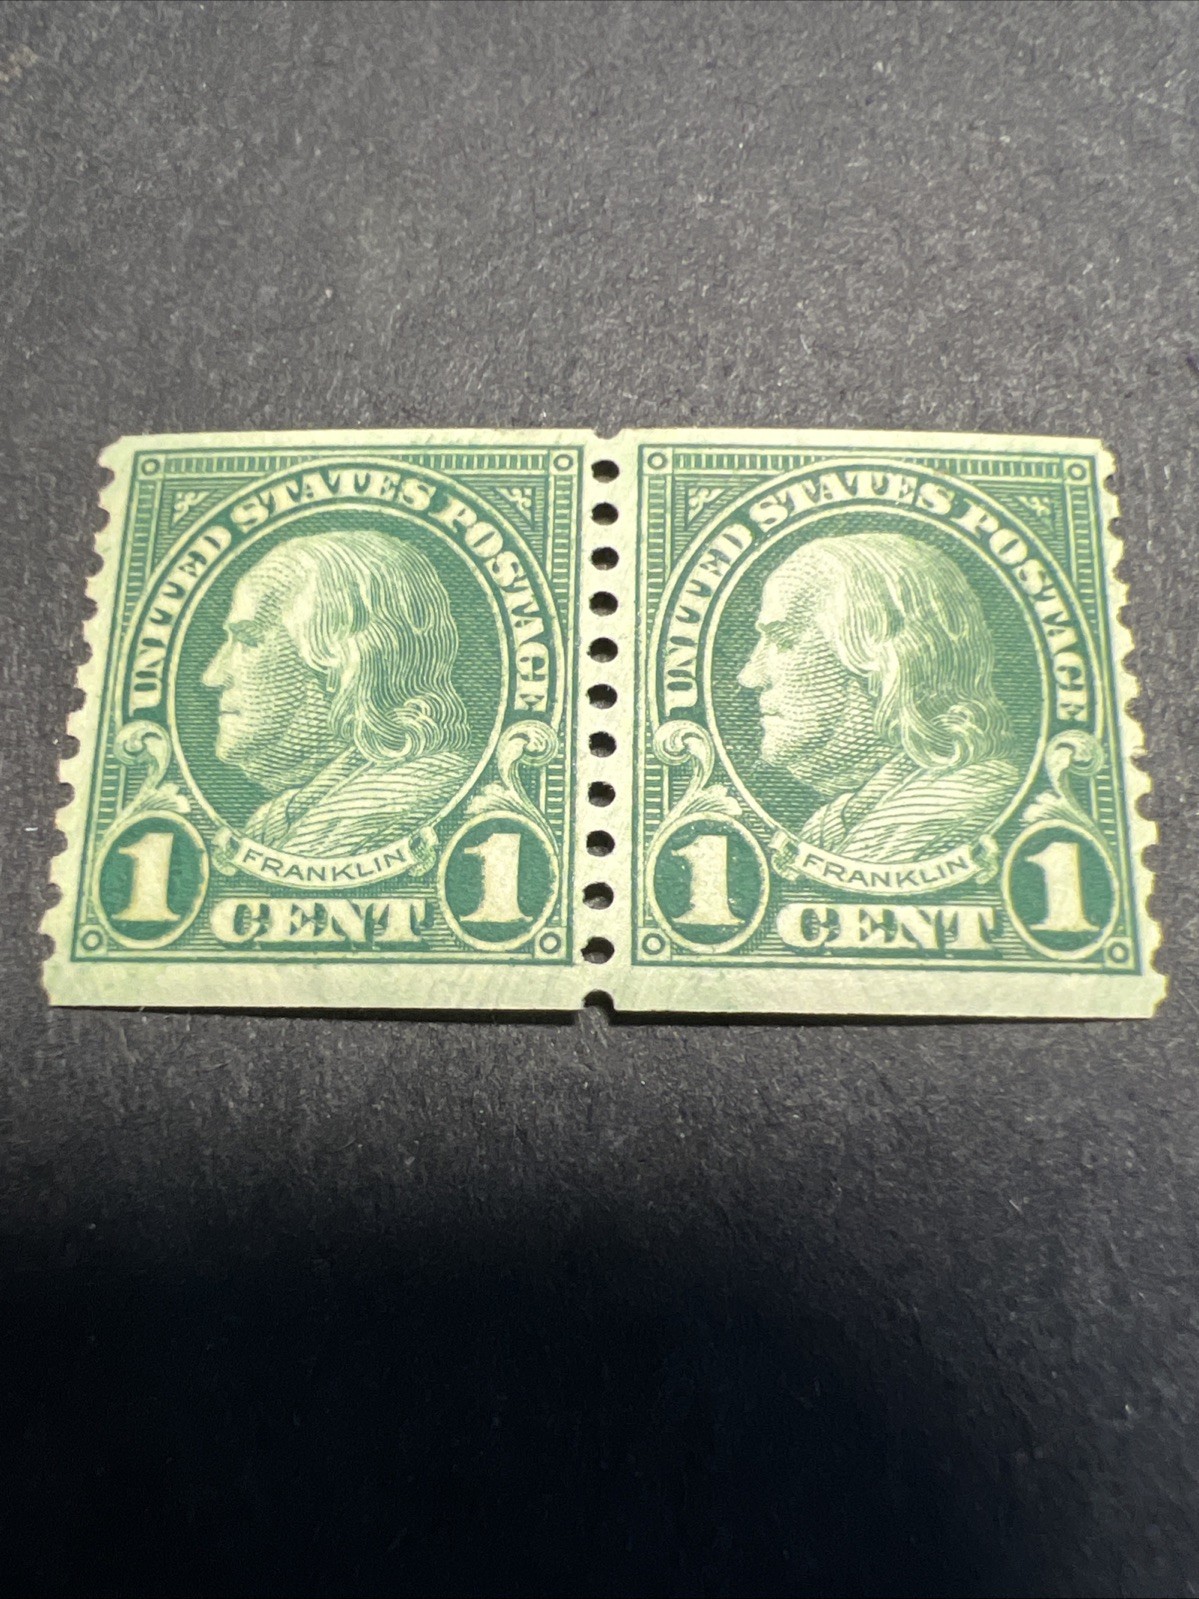 UNITED STATES POSTAGE
1 FRANKLIN 1
CENT
UNITED STATES POSTAGE
1 FRANKLIN 1
CENT